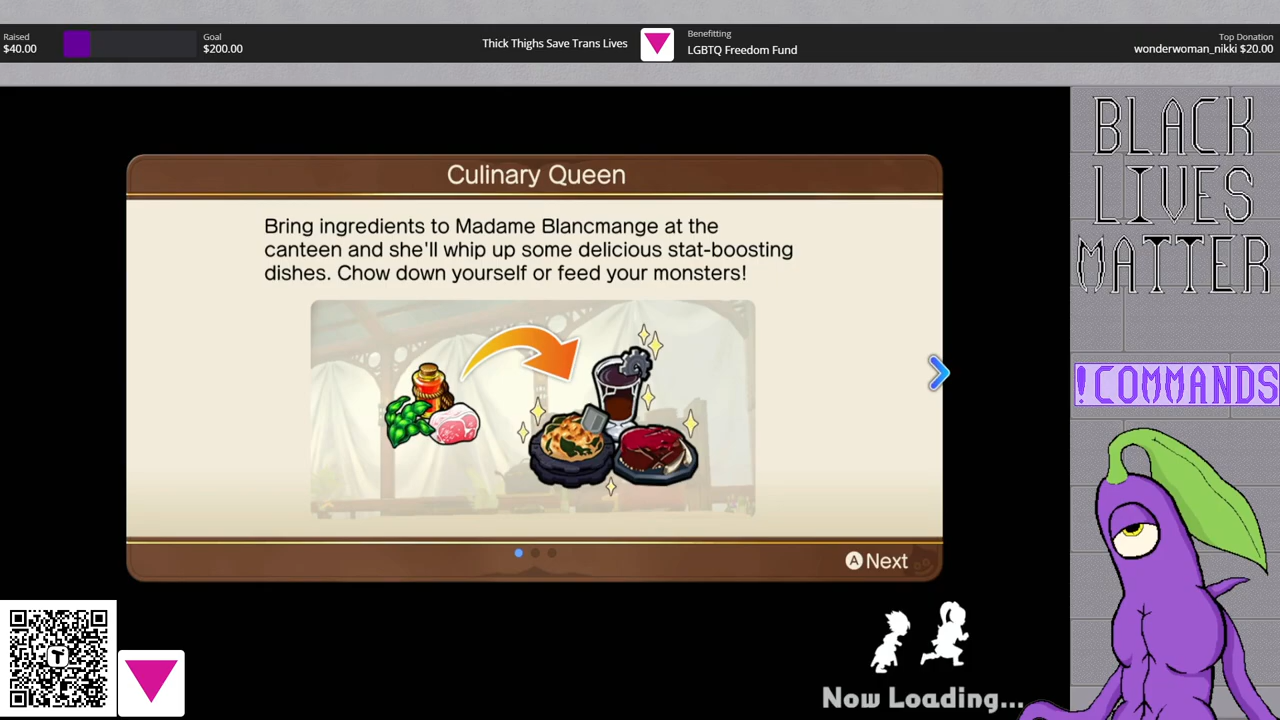 Raised
$40.00
Goal
$200.00
Thick Thighs Save Trans Lives
Benefitting
LGBTQ Freedom Fund
Top Donation
wonderwoman_nikki $20.00
BLACK
LIVES
MATTER
!COMMANDS
Culinary Queen
Bring ingredients to Madame Blancmange at the
canteen and she'll whip up some delicious stat-boosting
dishes. Chow down yourself or feed your monsters!
A Next
T
Now Loading...